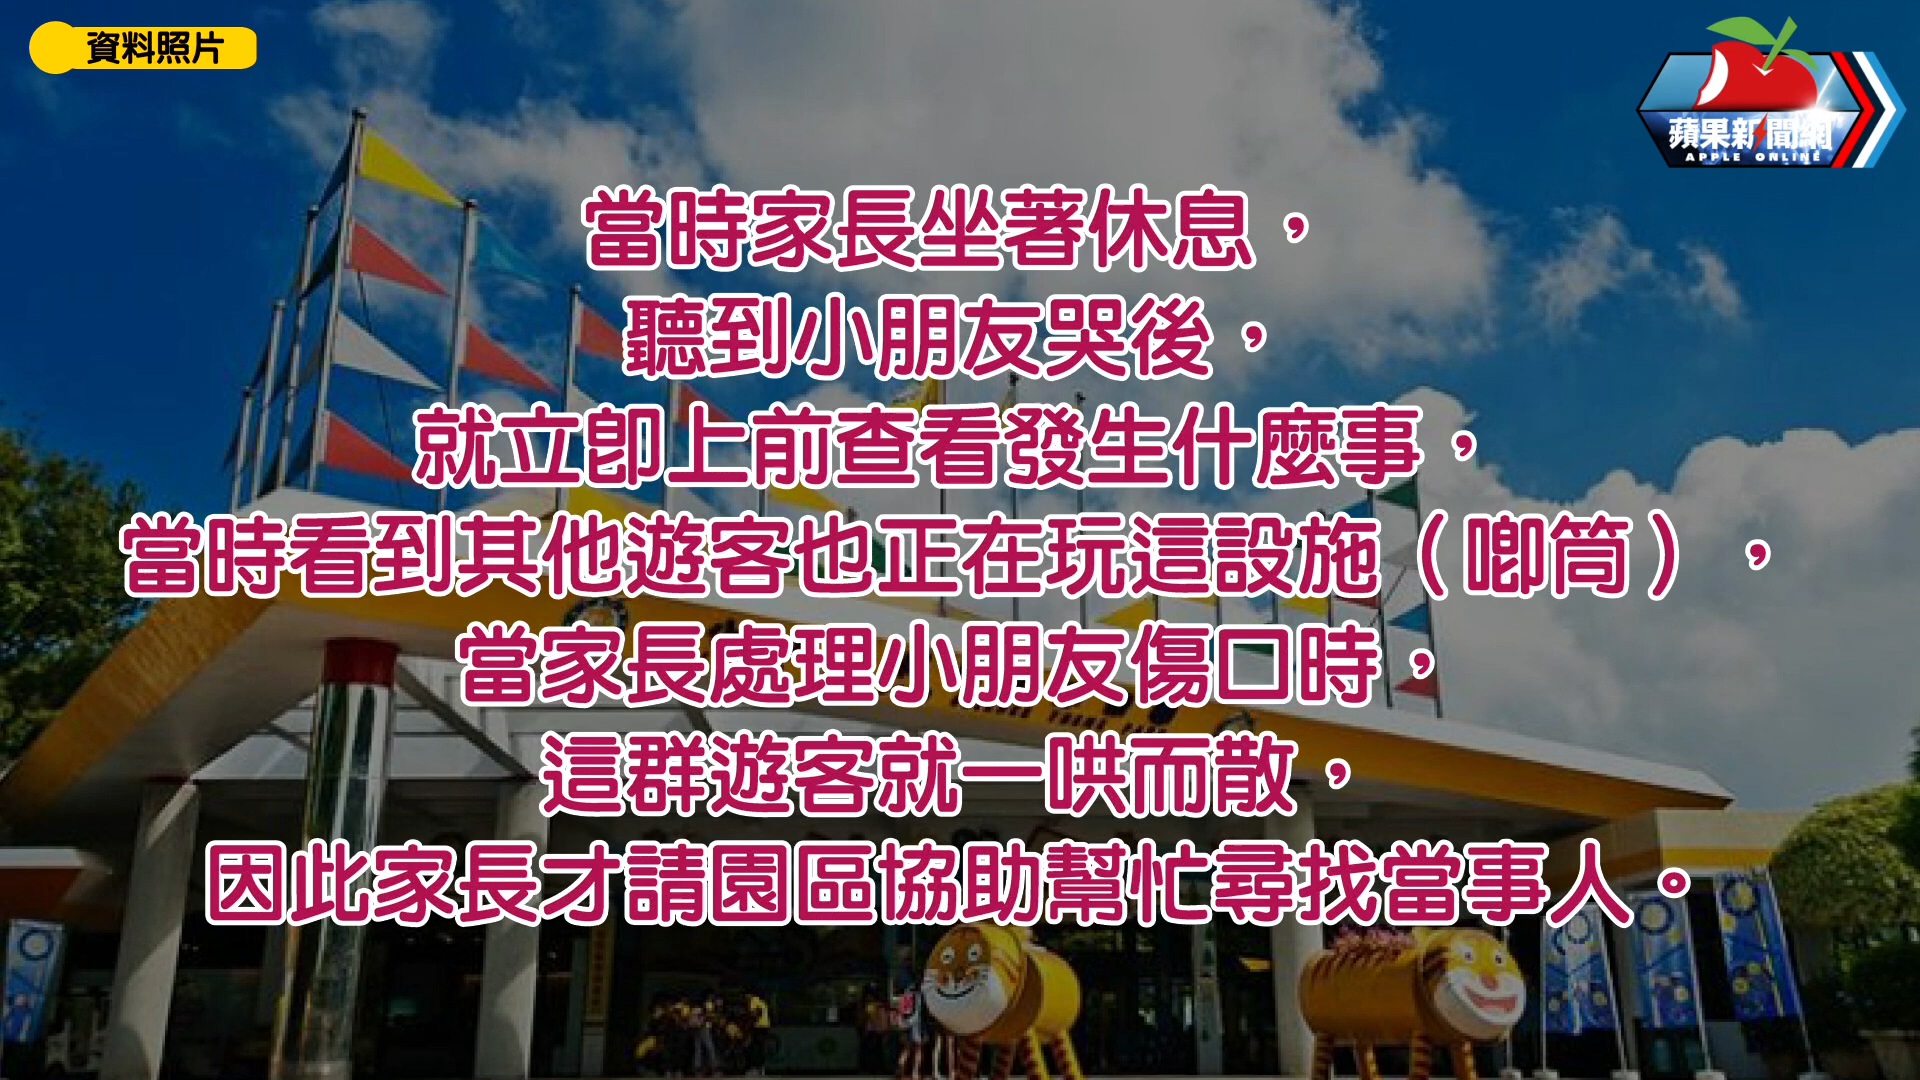 資料照片
蘋果新聞網
APPLE ONLINE
當時家長坐著休息，
聽到小朋友哭後，
就立即上前查看發生什麼事，
當時看到其他遊客也正在玩這設施（唧筒），
當家長處理小朋友傷口時，
這群遊客就一哄而散，
因此家長才請園區協助幫忙尋找當事人。